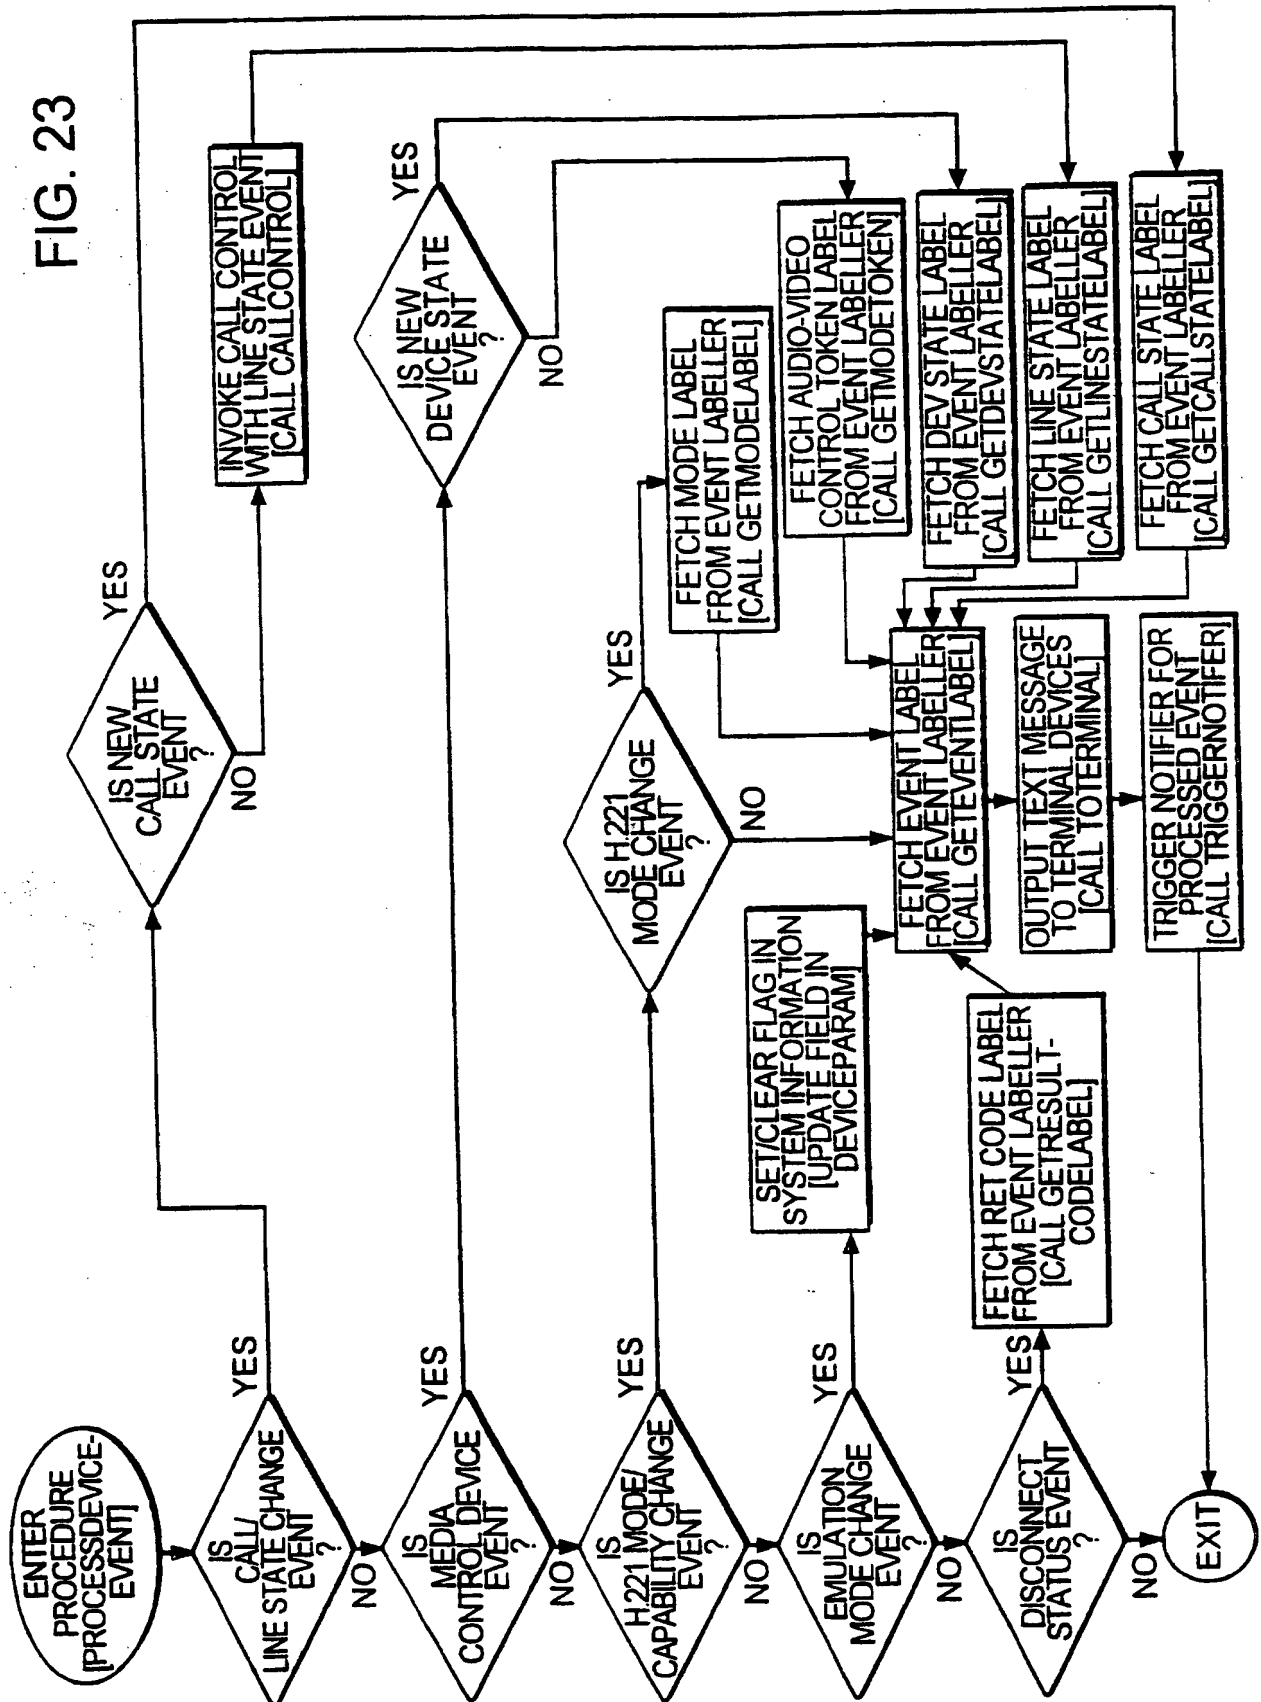 FIG. 23
ENTER
PROCEDURE
[PROCESSDEVICE-
EVENT]
IS
CALL/
LINE STATE CHANGE
EVENT
?
YES
NO
IS NEW
CALL STATE
EVENT
?
YES
NO
INVOKE CALL CONTROL
WITH LINE STATE EVENT
[CALL CALLCONTROL]
IS
MEDIA
CONTROL DEVICE
EVENT
?
YES
NO
IS NEW
DEVICE STATE
EVENT
?
YES
NO
IS
H.221 MODE/
CAPABILITY CHANGE
EVENT
?
YES
NO
IS H.221
MODE CHANGE
EVENT
?
YES
NO
FETCH MODE LABEL
FROM EVENT LABELLER
[CALL GETMODELABEL]
FETCH AUDIO-VIDEO
CONTROL TOKEN LABEL
FROM EVENT LABELLER
[CALL GETMODETOKEN]
FETCH DEV STATE LABEL
FROM EVENT LABELLER
[CALL GETDEVSTATELABEL]
FETCH LINE STATE LABEL
FROM EVENT LABELLER
[CALL GETLINESTATELABEL]
FETCH CALL STATE LABEL
FROM EVENT LABELLER
[CALL GETCALLSTATELABEL]
IS
EMULATION
MODE CHANGE
EVENT
?
YES
NO
SET/CLEAR FLAG IN
SYSTEM INFORMATION
[UPDATE FIELD IN
DEVICEPARAM]
FETCH EVENT LABEL
FROM EVENT LABELLER
[CALL GETEVENTLABEL]
OUTPUT TEXT MESSAGE
TO TERMINAL DEVICES
[CALL TOTERMINAL]
TRIGGER NOTIFIER FOR
PROCESSED EVENT
[CALL TRIGGERNOTIFER]
IS
DISCONNECT
STATUS EVENT
?
YES
NO
FETCH RET CODE LABEL
FROM EVENT LABELLER
[CALL GETRESULT-
CODELABEL]
EXIT